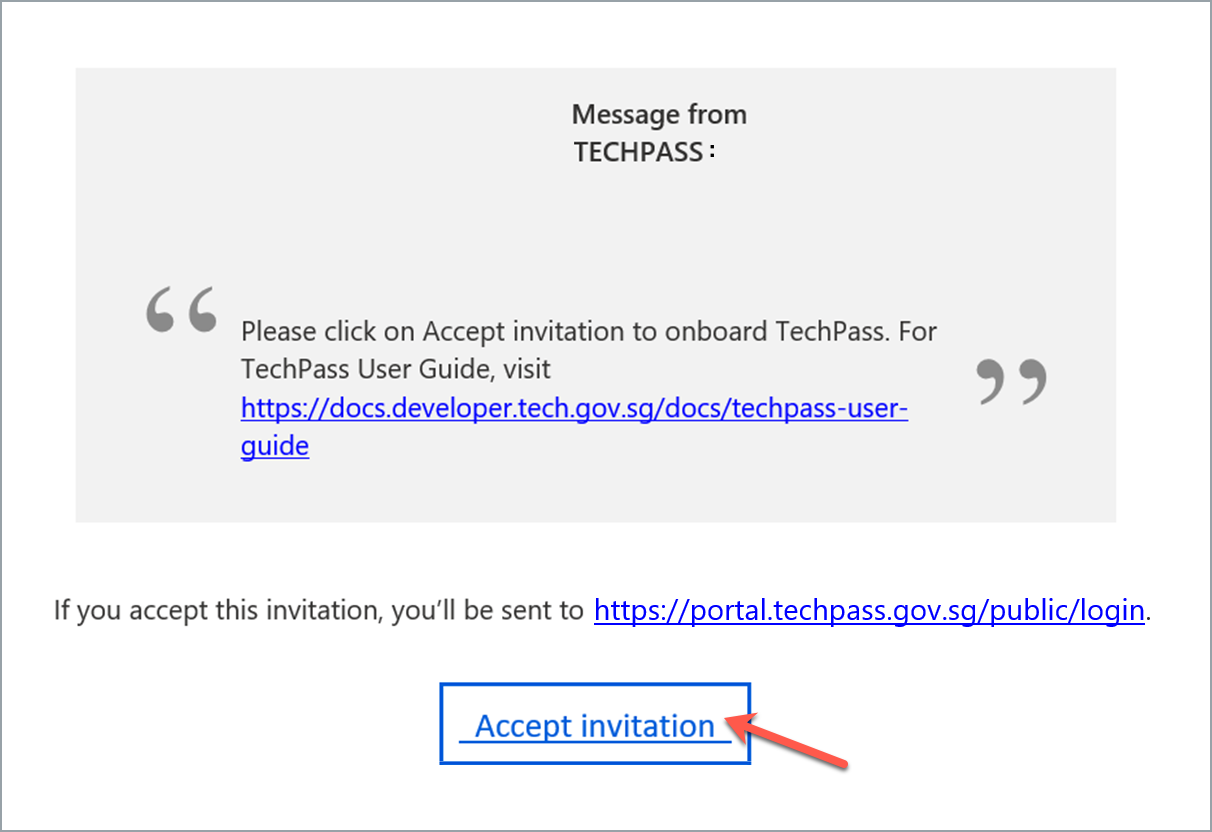 Message from
TECHPASS:
Please click on Accept invitation to onboard TechPass. For
TechPass User Guide, visit
https://docs.developer.tech.gov.sg/docs/techpass-user-
guide
If you accept this invitation, you’ll be sent to https://portal.techpass.gov.sg/public/login.
Accept invitation